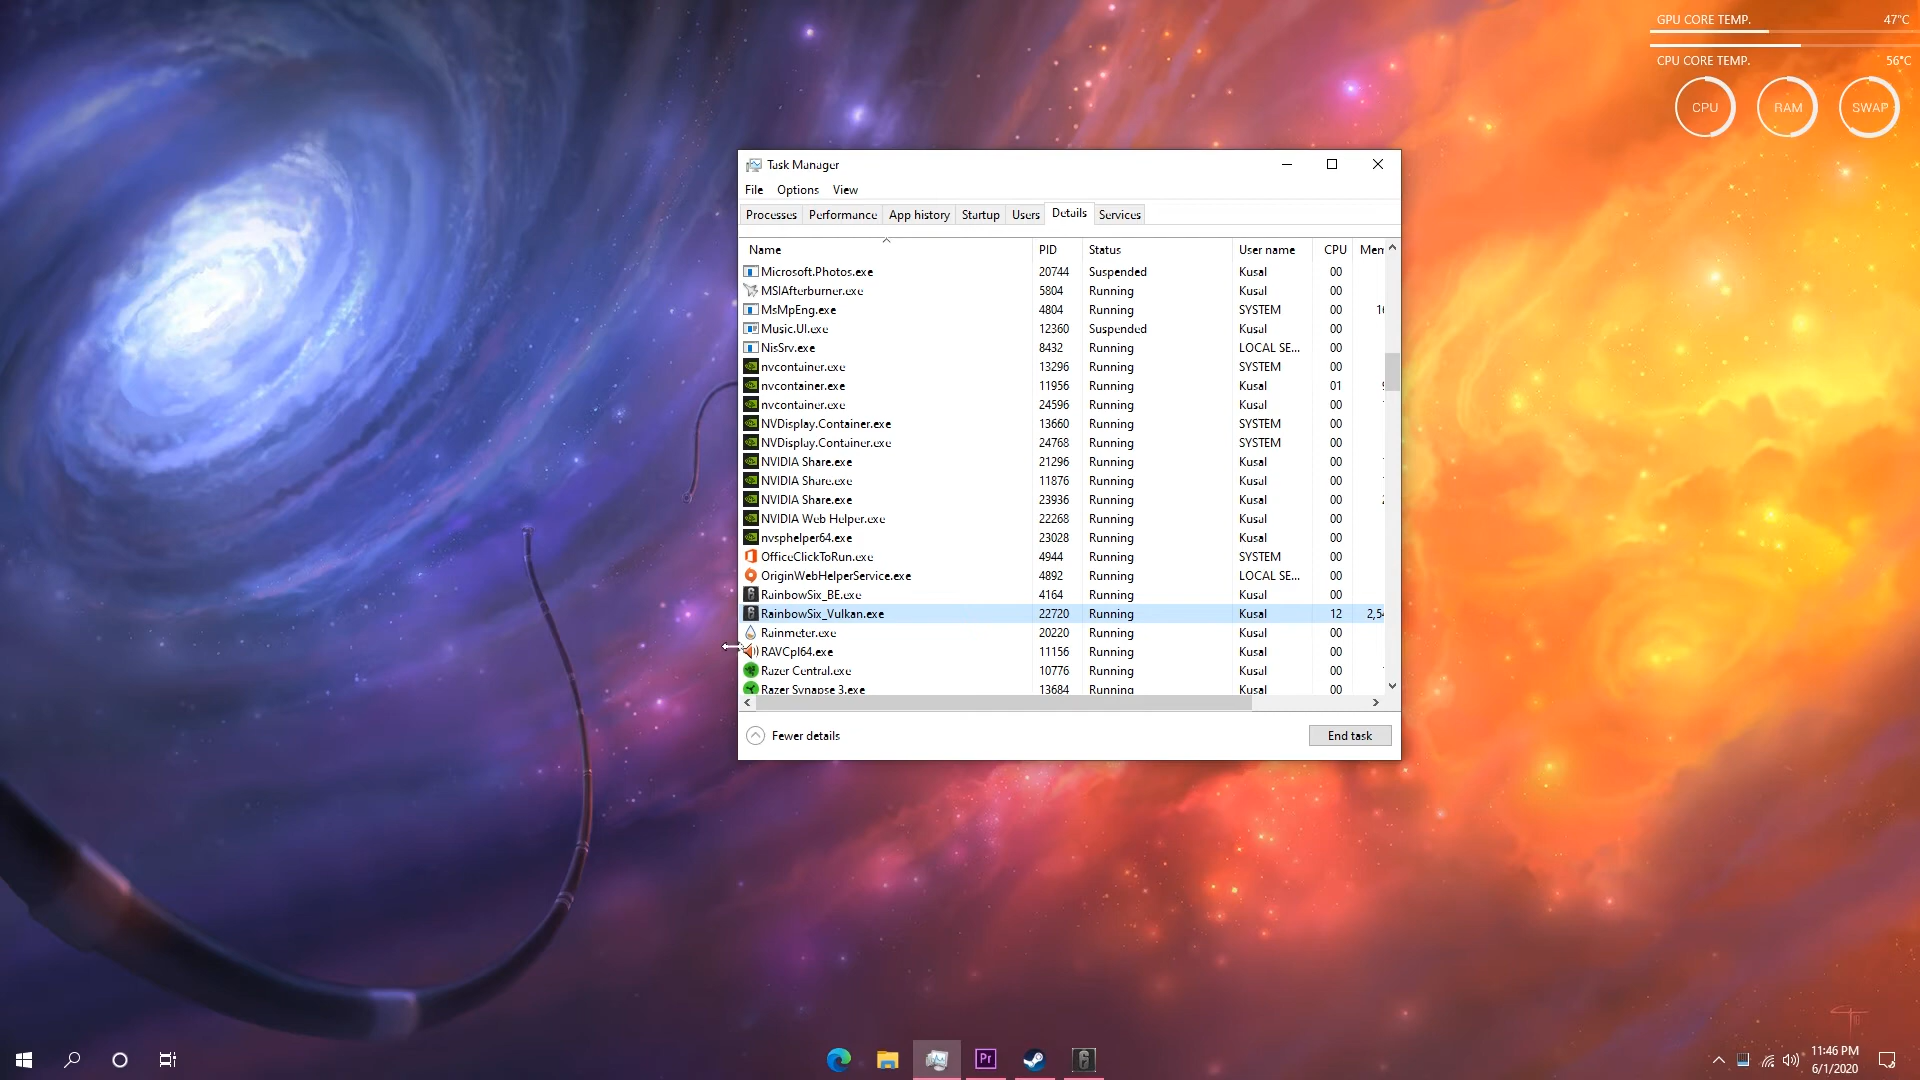 GPU CORE TEMP. 47°C
CPU CORE TEMP. 56°C
CPU RAM SWAP
Task Manager
File Options View
Processes Performance App history Startup Users Details Services
Name PID Status User name CPU Mem
Microsoft.Photos.exe 20744 Suspended Kusal 00
MSIAfterburner.exe 5804 Running Kusal 00
MsMpEng.exe 4804 Running SYSTEM 00
Music.UI.exe 12360 Suspended Kusal 00
NisSrv.exe 8432 Running LOCAL SE... 00
nvcontainer.exe 13296 Running SYSTEM 00
nvcontainer.exe 11956 Running Kusal 01
nvcontainer.exe 24596 Running Kusal 00
NVDisplay.Container.exe 13660 Running SYSTEM 00
NVDisplay.Container.exe 24768 Running SYSTEM 00
NVIDIA Share.exe 21296 Running Kusal 00
NVIDIA Share.exe 11876 Running Kusal 00
NVIDIA Share.exe 23936 Running Kusal 00
NVIDIA Web Helper.exe 22268 Running Kusal 00
nvsphelper64.exe 23028 Running Kusal 00
OfficeClickToRun.exe 4944 Running SYSTEM 00
OriginWebHelperService.exe 4892 Running LOCAL SE... 00
RainbowSix_BE.exe 4164 Running Kusal 00
RainbowSix_Vulkan.exe 22720 Running Kusal 12 2,54
Rainmeter.exe 20220 Running Kusal 00
RAVCpl64.exe 11156 Running Kusal 00
Razer Central.exe 10776 Running Kusal 00
Razer Synapse 3.exe 13684 Running Kusal 00
Fewer details End task
Pr
11:46 PM
6/1/2020